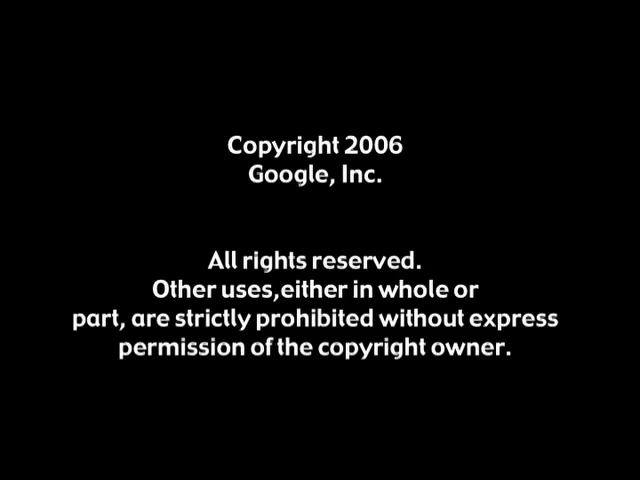 Copyright 2006
Google, Inc.
All rights reserved.
Other uses,either in whole or
part, are strictly prohibited without express
permission of the copyright owner.